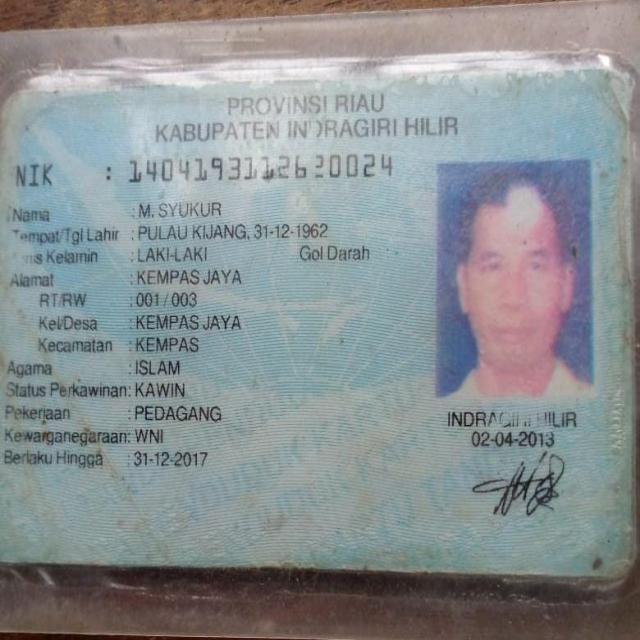 PROVINSI RIAU
KABUPATEN INDRAGIRI HILIR
NIK : 1404193112620024
Nama : M. SYUKUR
Tempat/Tgl Lahir : PULAU KIJANG, 31-12-1962
Jenis Kelamin : LAKI-LAKI Gol Darah
Alamat : KEMPAS JAYA
RT/RW : 001 / 003
Kel/Desa : KEMPAS JAYA
Kecamatan : KEMPAS
Agama : ISLAM
Status Perkawinan: KAWIN
Pekerjaan : PEDAGANG
Kewarganegaraan: WNI
Berlaku Hingga : 31-12-2017
INDRAGIRI HILIR
02-04-2013